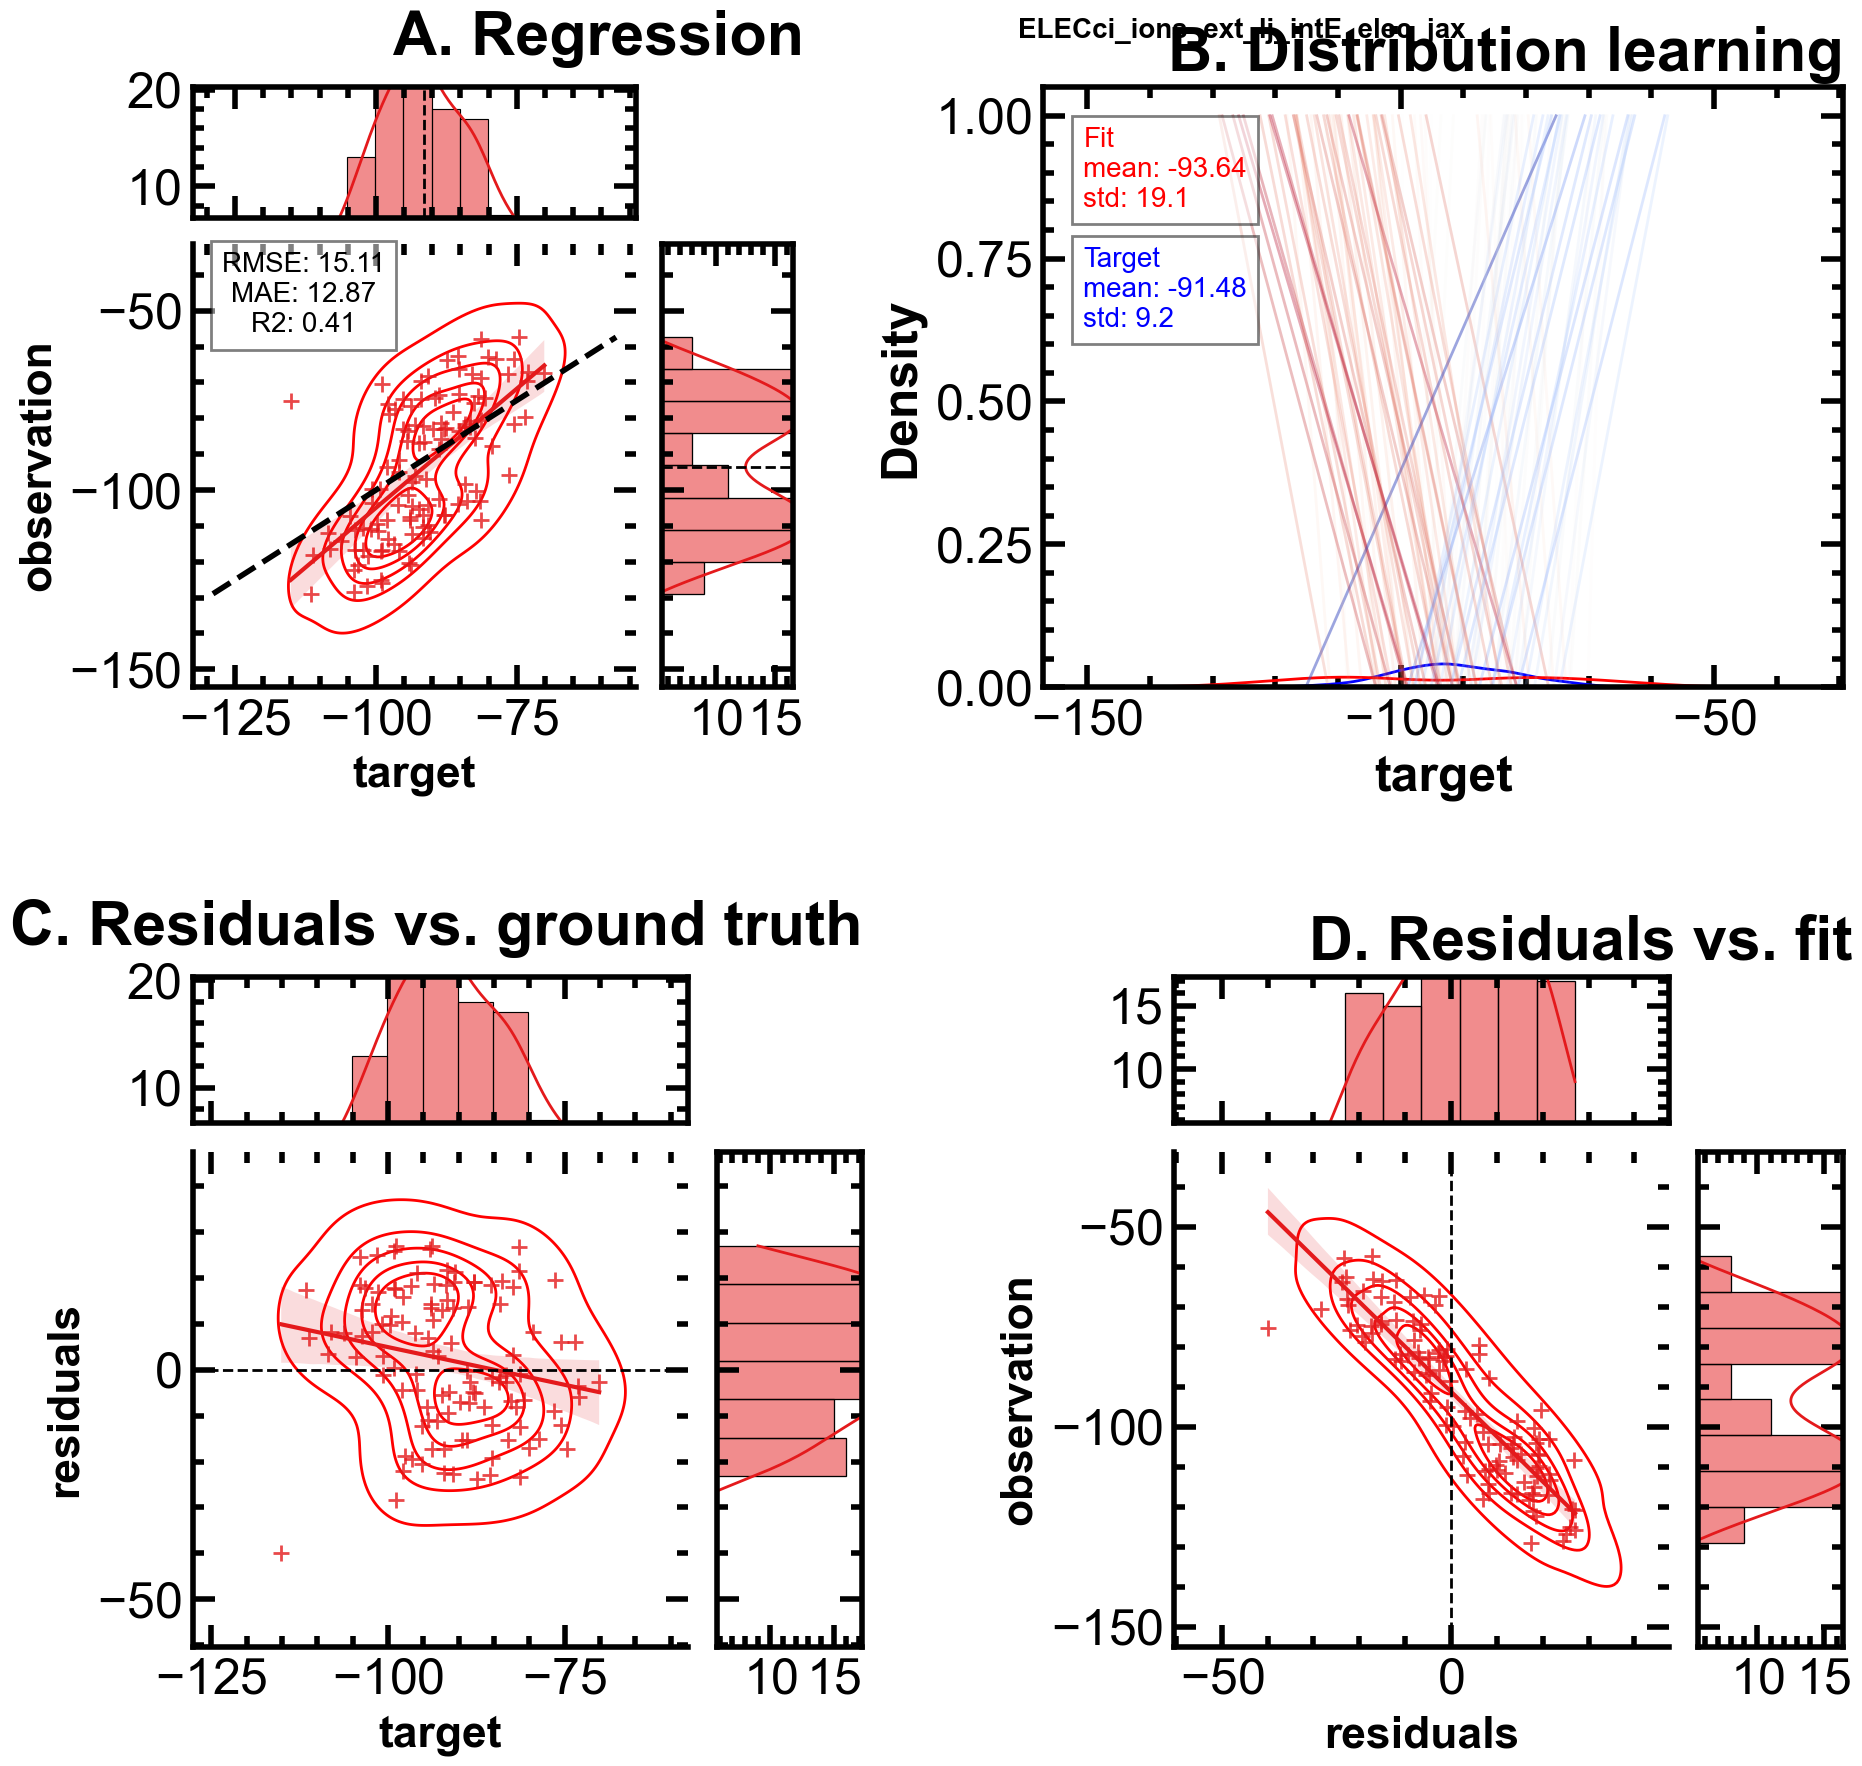 A. Regression
ELECci_ions_ext_lj_intE_elec_jax
B. Distribution learning
20
10
RMSE: 15.11
MAE: 12.87
R2: 0.41
−50
−100
−150
observation
−125
−100
−75
target
10
15
1.00
0.75
0.50
0.25
0.00
Density
Fit
mean: -93.64
std: 19.1
Target
mean: -91.48
std: 9.2
−150
−100
−50
target
C. Residuals vs. ground truth
20
10
0
−50
residuals
−125
−100
−75
target
10
15
D. Residuals vs. fit
15
10
−50
−100
−150
observation
−50
0
residuals
10
15